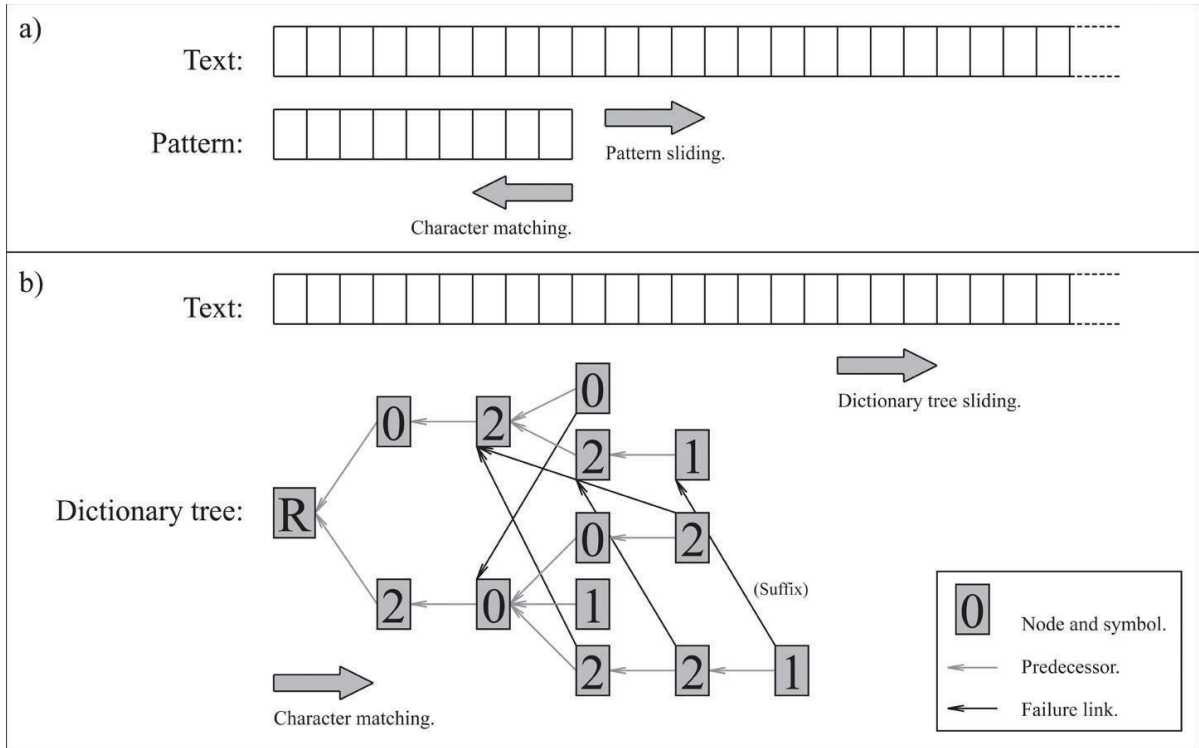 a)
Text:
Pattern:
Pattern sliding.
Character matching.
b)
Text:
Dictionary tree sliding.
0
0 2
2 1
Dictionary tree: R
0 2
(Suffix)
2 0 1
2 2 1
Character matching.
0 Node and symbol.
Predecessor.
Failure link.